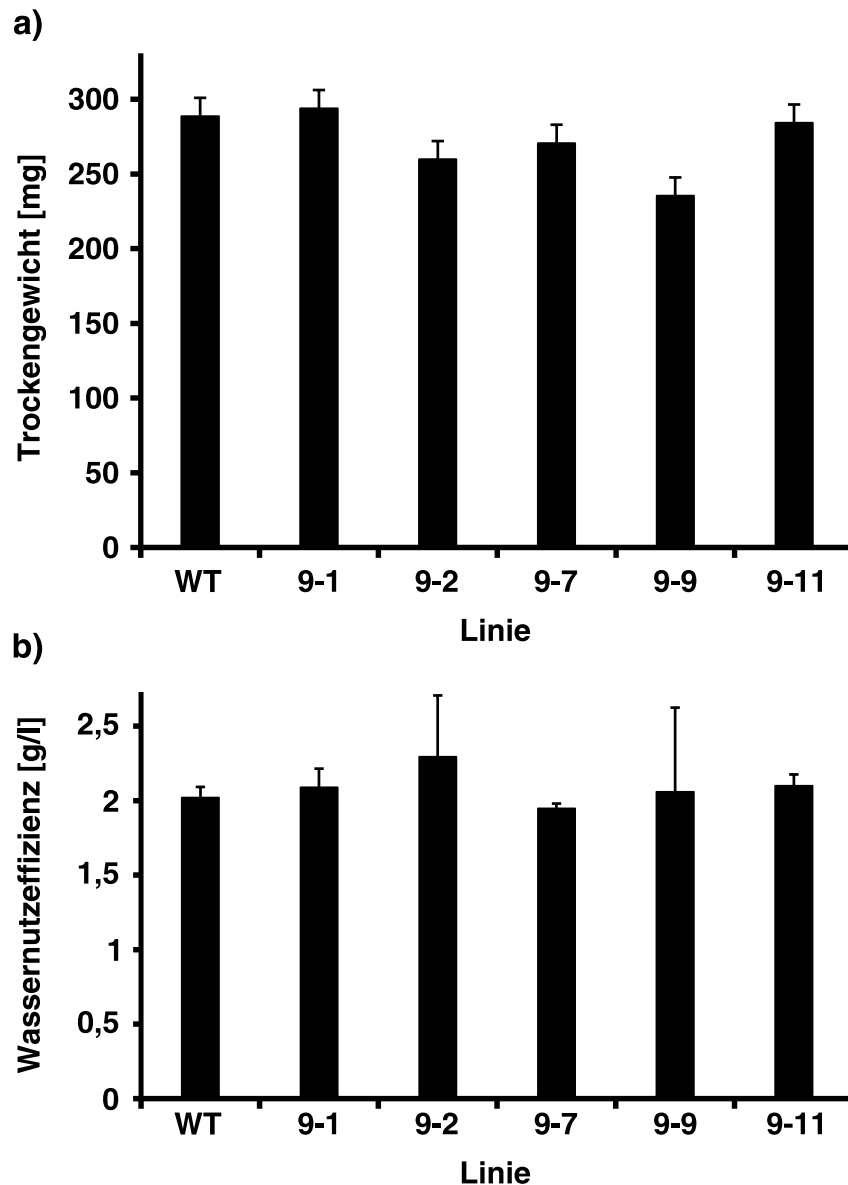 a)
Trockengewicht [mg]
300
250
200
150
100
50
0
WT 9-1 9-2 9-7 9-9 9-11
Linie
b)
Wassernutzeffizienz [g/l]
2,5
2
1,5
1
0,5
0
WT 9-1 9-2 9-7 9-9 9-11
Linie